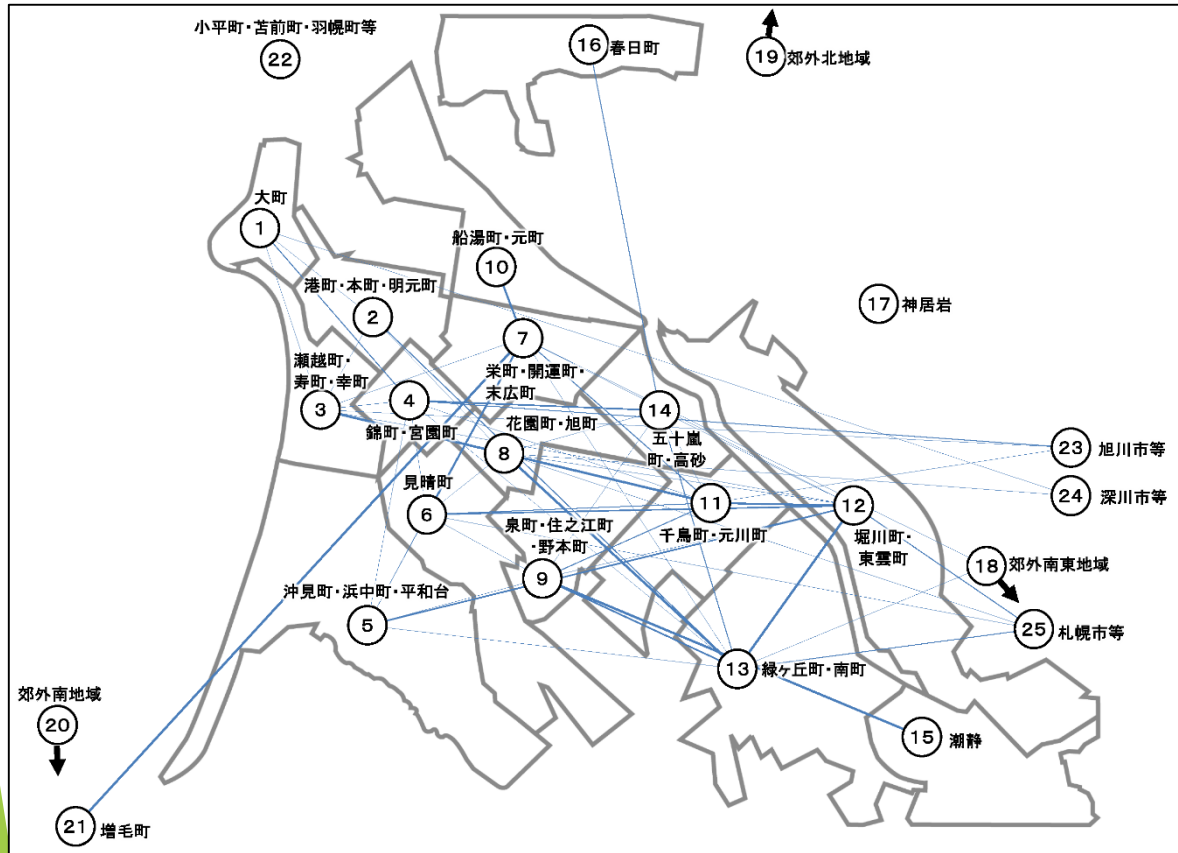 小平町・苫前町・羽幌町等
22
16
春日町
19
郊外北地域
大町
1
船湯町・元町
10
港町・本町・明元町
2
17
神居岩
7
瀬越町・
寿町・幸町
3
栄町・開運町・
末広町
4
錦町・宮園町
花園町・旭町
8
14
五十嵐
町・高砂
23
旭川市等
24
深川市等
見晴町
6
11
千鳥町・元川町
12
堀川町・
東雲町
泉町・住之江町
・野本町
9
18
郊外南東地域
沖見町・浜中町・平和台
5
25
札幌市等
13
緑ヶ丘町・南町
郊外南地域
20
15
潮静
21
増毛町